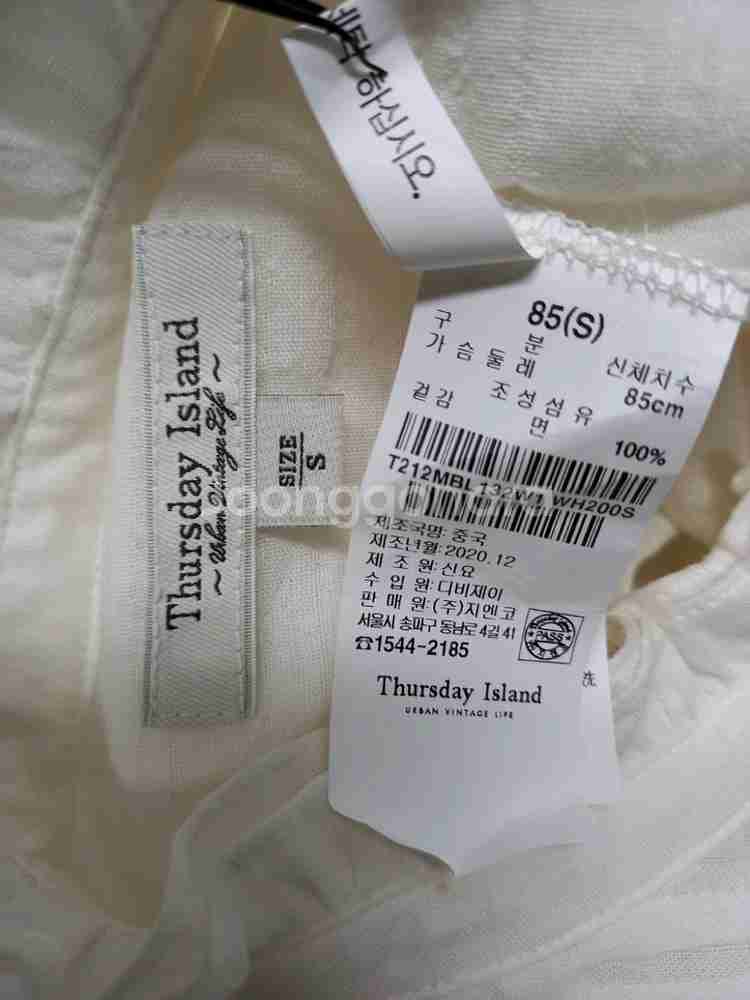 세탁 하십시오.
Thursday Island
~ Urban Vintage Life ~
SIZE
S
구 분 85(S)
가슴둘레 신체치수
85cm
겉감 조성섬유
면 100%
제조국명:중국
제조년월:2020.12
제 조 원:신요
수 입 원:디비제이
판 매 원:(주)지엔코
서울시 송파구 동남로 4길 41
☎1544-2185
PASS
Thursday Island
URBAN VINTAGE LIFE